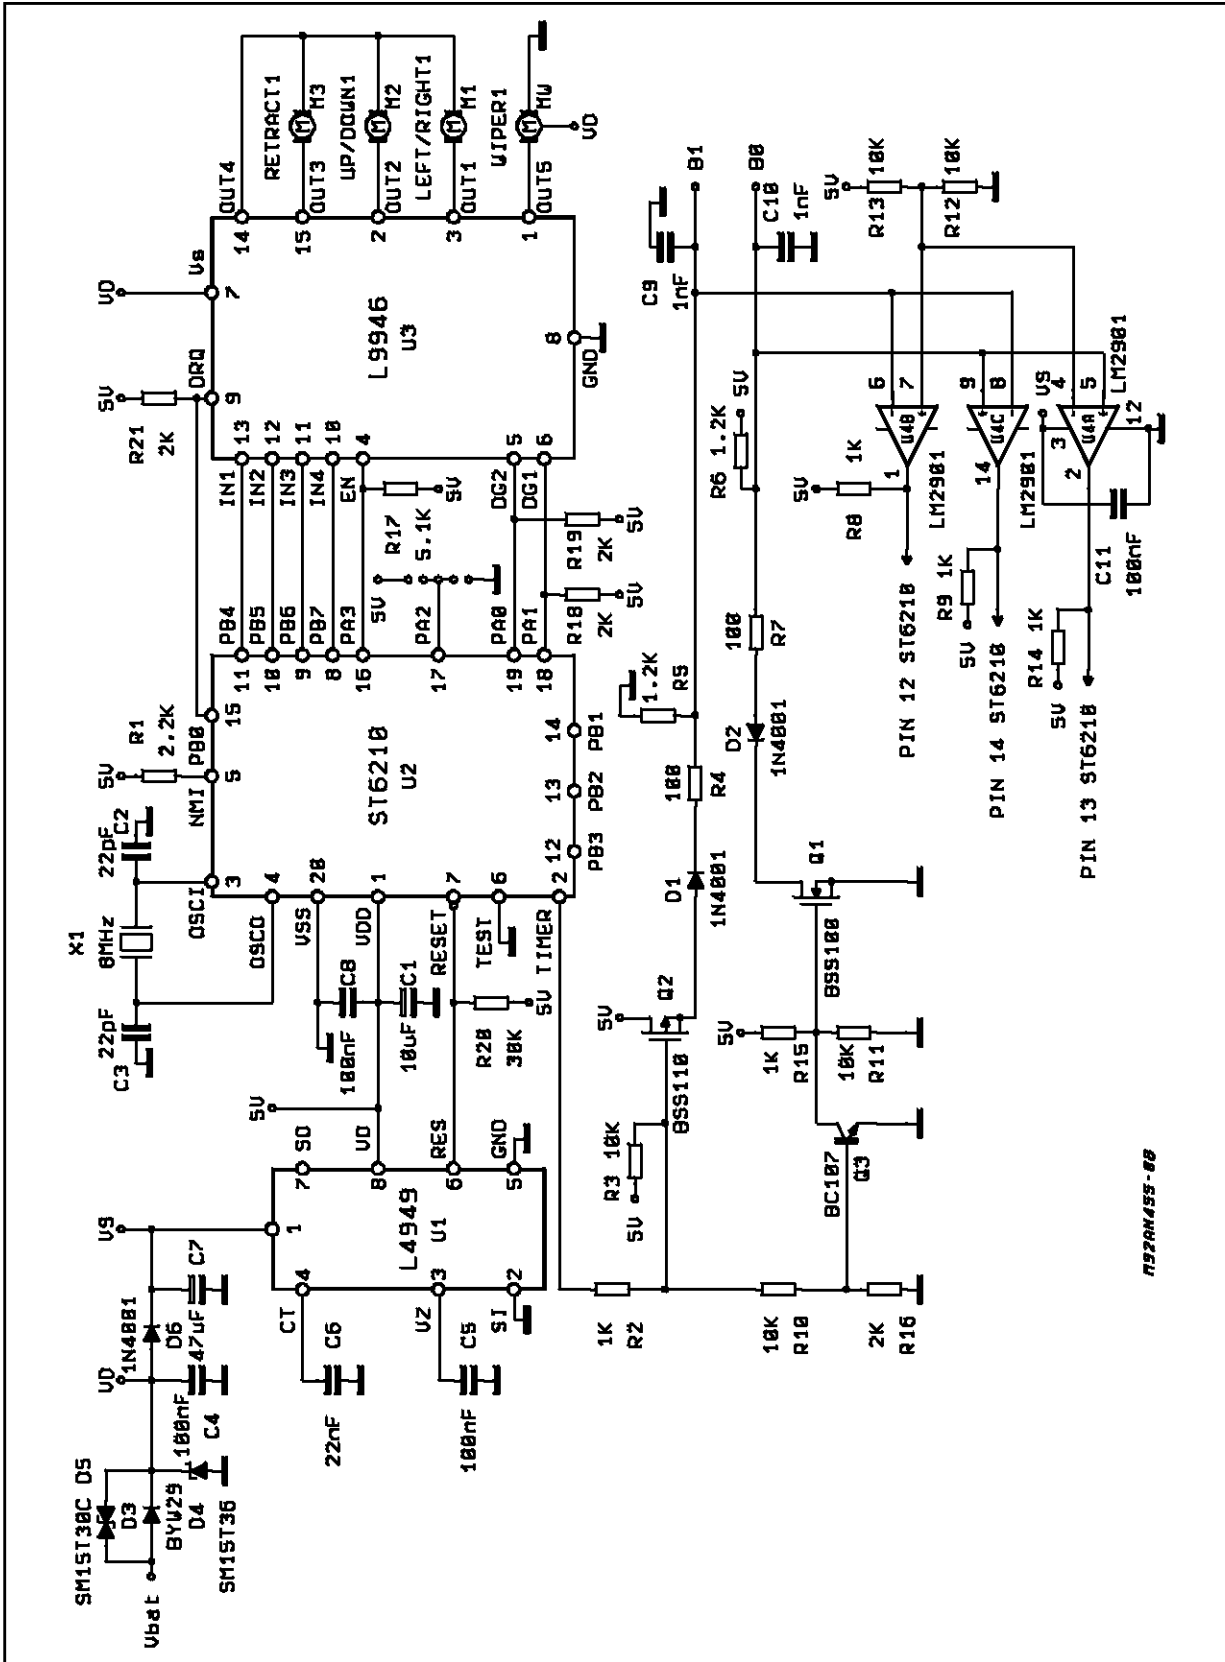 Vbat
SM15T30C D5
D3
BYW29
D4
SM15T36
VD
1N4001
D6
100nF
C4
VS
C7
47uF
CT
C6
22nF
VZ
C5
100nF
SI
4
3
2
1
L4949
U1
7
8
6
5
SO
VO
RES
GND
5V
C3
22pF
X1
8MHz
22pF
C2
5V
R1
2.2K
OSCI
NMI
PB0
3
5
15
OSCO
4
VSS
20
VDD
1
RESET
7
TEST
6
TIMER
2
C8
100nF
C1
10uF
R20
30K
5V
ST6210
U2
12
PB3
13
PB2
14
PB1
11
PB4
10
PB5
9
PB6
8
PB7
16
PA3
17
PA2
19
PA0
18
PA1
5V
R17
5.1K
5V
R18
2K
5V
R19
2K
5V
5V
R21
2K
IN1
13
IN2
12
IN3
11
IN4
10
EN
4
DG2
5
DG1
6
DRQ
9
VD
Vs
7
L9946
U3
8
GND
14
OUT4
15
OUT3
2
OUT2
3
OUT1
1
OUT5
RETRACT1
M
M3
UP/DOWN1
M
M2
LEFT/RIGHT1
M
M1
WIPER1
M
MW
VD
1K
R2
5V
R3 10K
BSS110
5V
Q2
D1
1N4001
100
R4
1.2K
R5
C9
1nF
B1
10K
R10
2K
R16
BC107
Q3
5V
1K
R15
10K
R11
BSS100
Q1
D2
1N4001
100
R7
R6 1.2K
5V
B0
C10
1nF
5V
R13
10K
R12
10K
5V
R8
1K
1
6
7
U4B
LM2901
PIN 12 ST6210
5V
R9 1K
14
9
8
U4C
LM2901
PIN 14 ST6210
5V
R14 1K
2
3
VS
4
5
U4A
12
LM2901
C11
100nF
PIN 13 ST6210